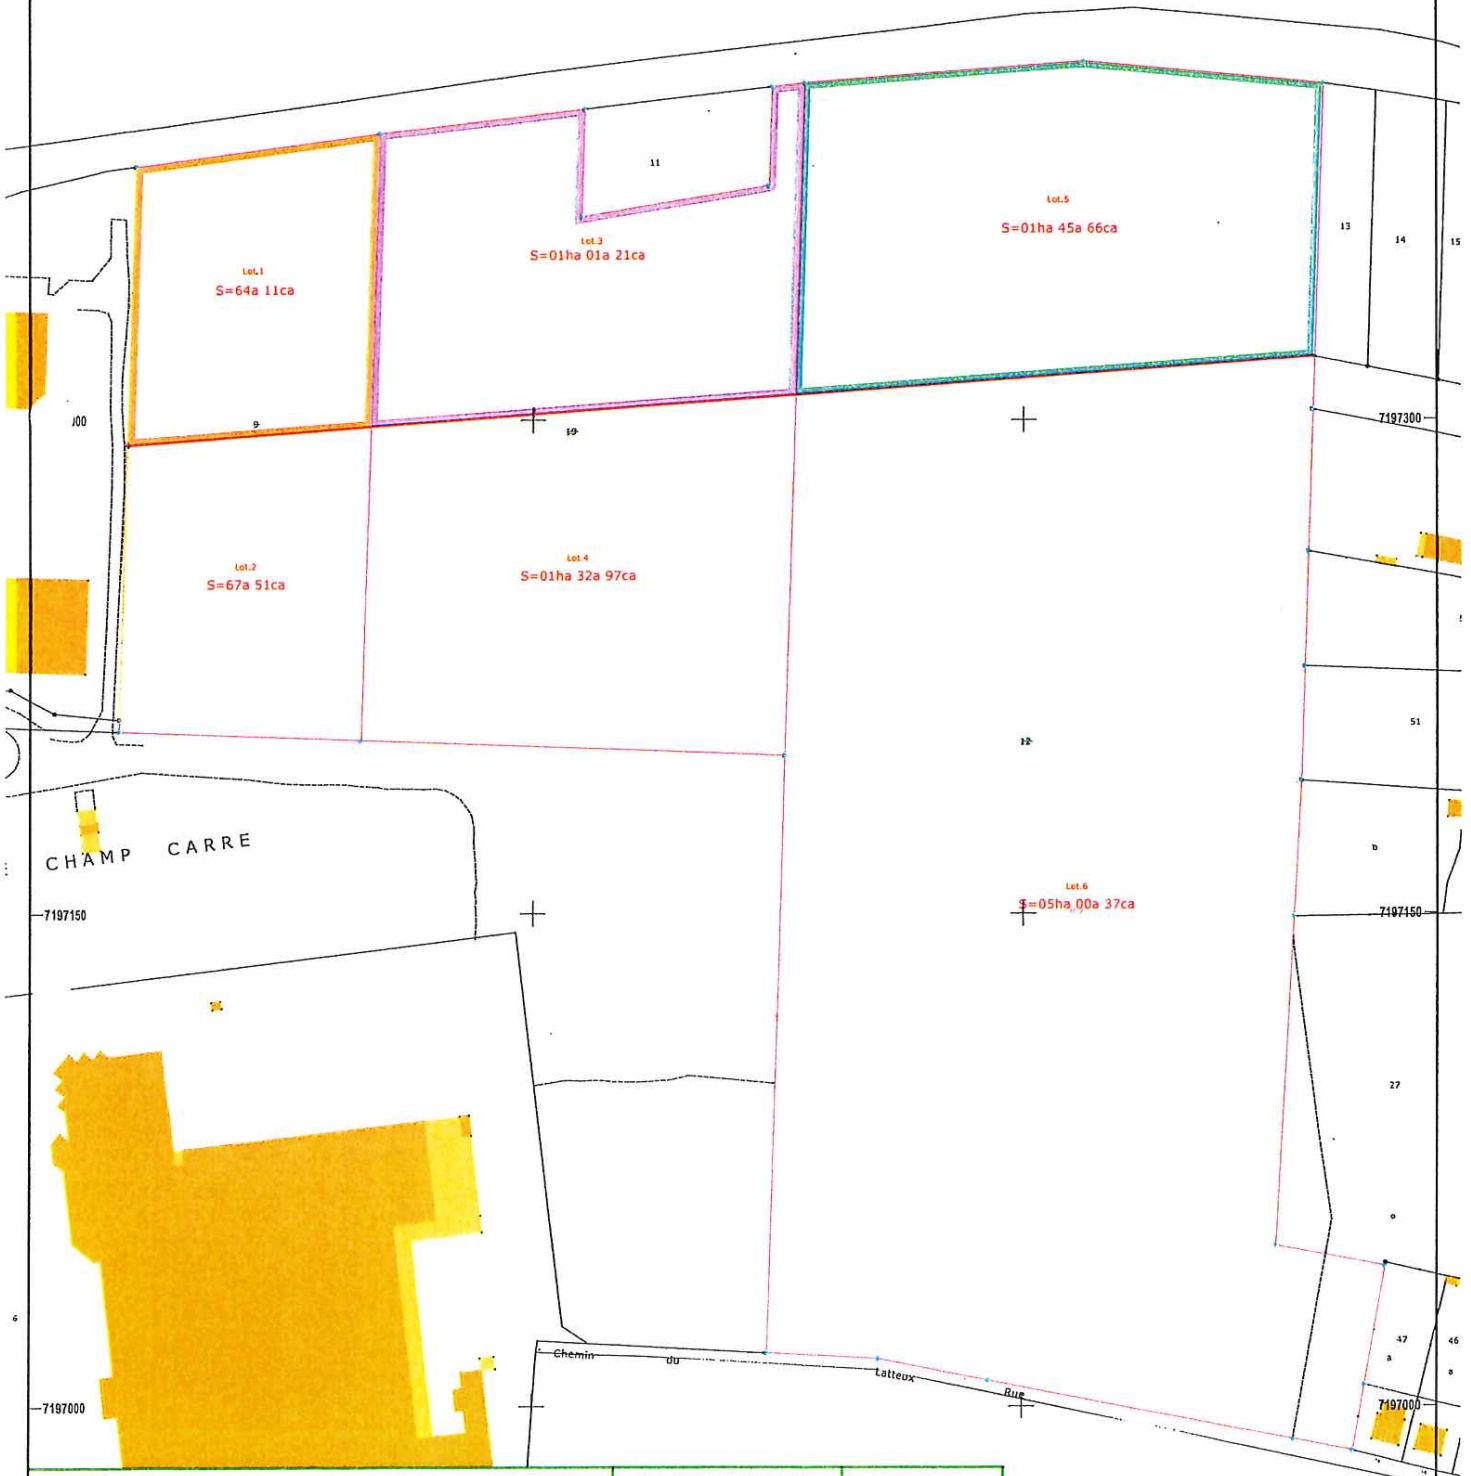 11
Lot.5
S=01ha 45a 66ca
13
14
15
Lot.3
S=01ha 01a 21ca
Lot.1
S=64a 11ca
9
10
7197300
Lot.4
S=01ha 32a 97ca
Lot.2
S=67a 51ca
51
12
CHAMP CARRE
b
Lot.6
S=05ha 00a 37ca
7197150
7197150
27
6
47
46
a
a
Chemin du Latteux Rue
7197000
7197000